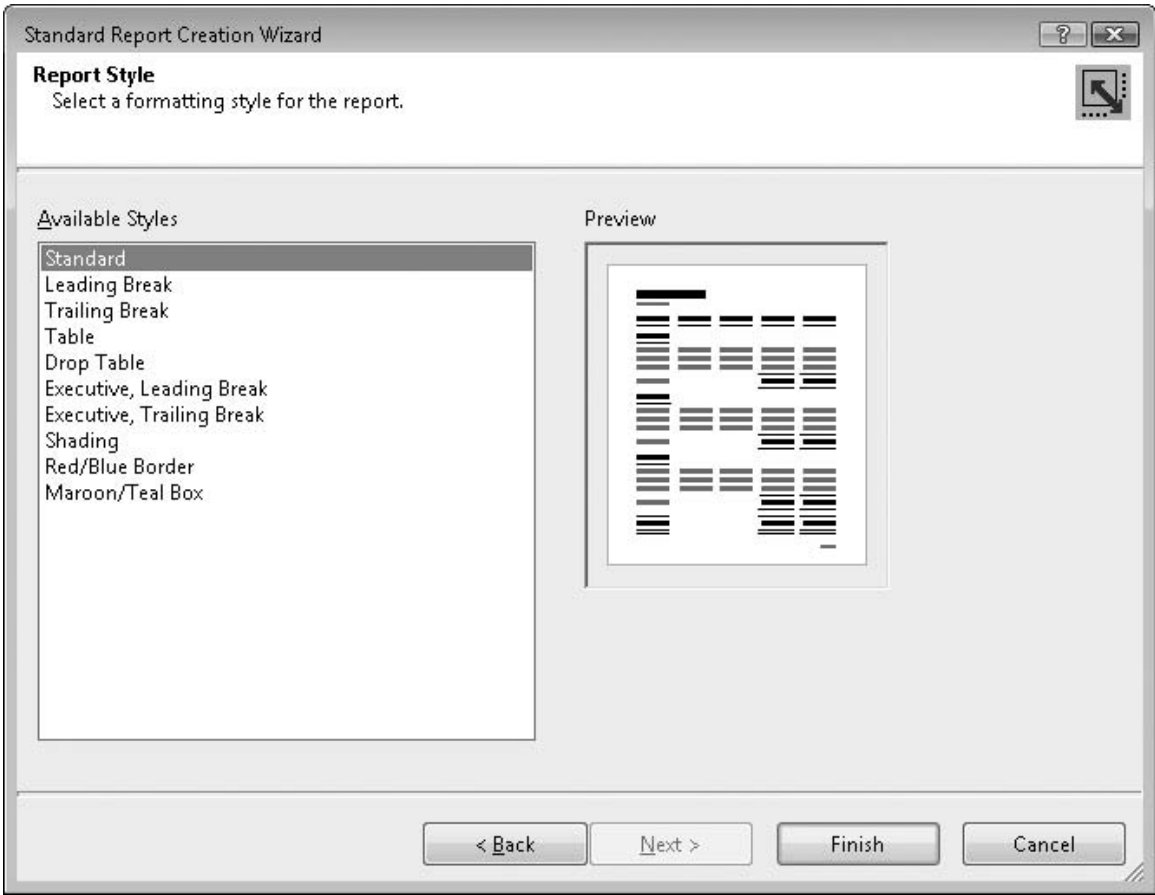 Standard Report Creation Wizard
Report Style
Select a formatting style for the report.
Available Styles
Standard
Leading Break
Trailing Break
Table
Drop Table
Executive, Leading Break
Executive, Trailing Break
Shading
Red/Blue Border
Maroon/Teal Box
Preview
< Back
Next >
Finish
Cancel